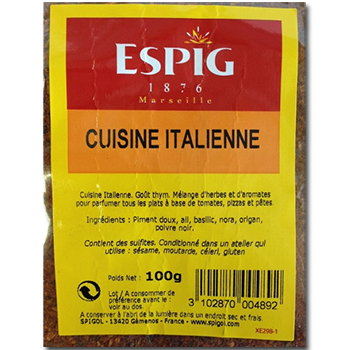 ESPIG
1876
Marseille
CUISINE ITALIENNE
Cuisine Italienne. Goût thym. Mélange d'herbes et d'aromates
pour parfumer tous les plats à base de tomates, pizzas et pâtes.
Ingrédients : Piment doux, ail, basilic, nora, origan,
poivre noir.
Contient des sulfites. Conditionné dans un atelier qui
utilise : sésame, moutarde, céleri, gluten
Poids Net : 100g
Lot / A consommer de
préférence avant le :
voir au dos.
3 102870 004892
A conserver à l'abri de la lumière dans un endroit sec et frais.
SPIGOL - 13420 Gémenos - France - www.spigol.com
XE298-1